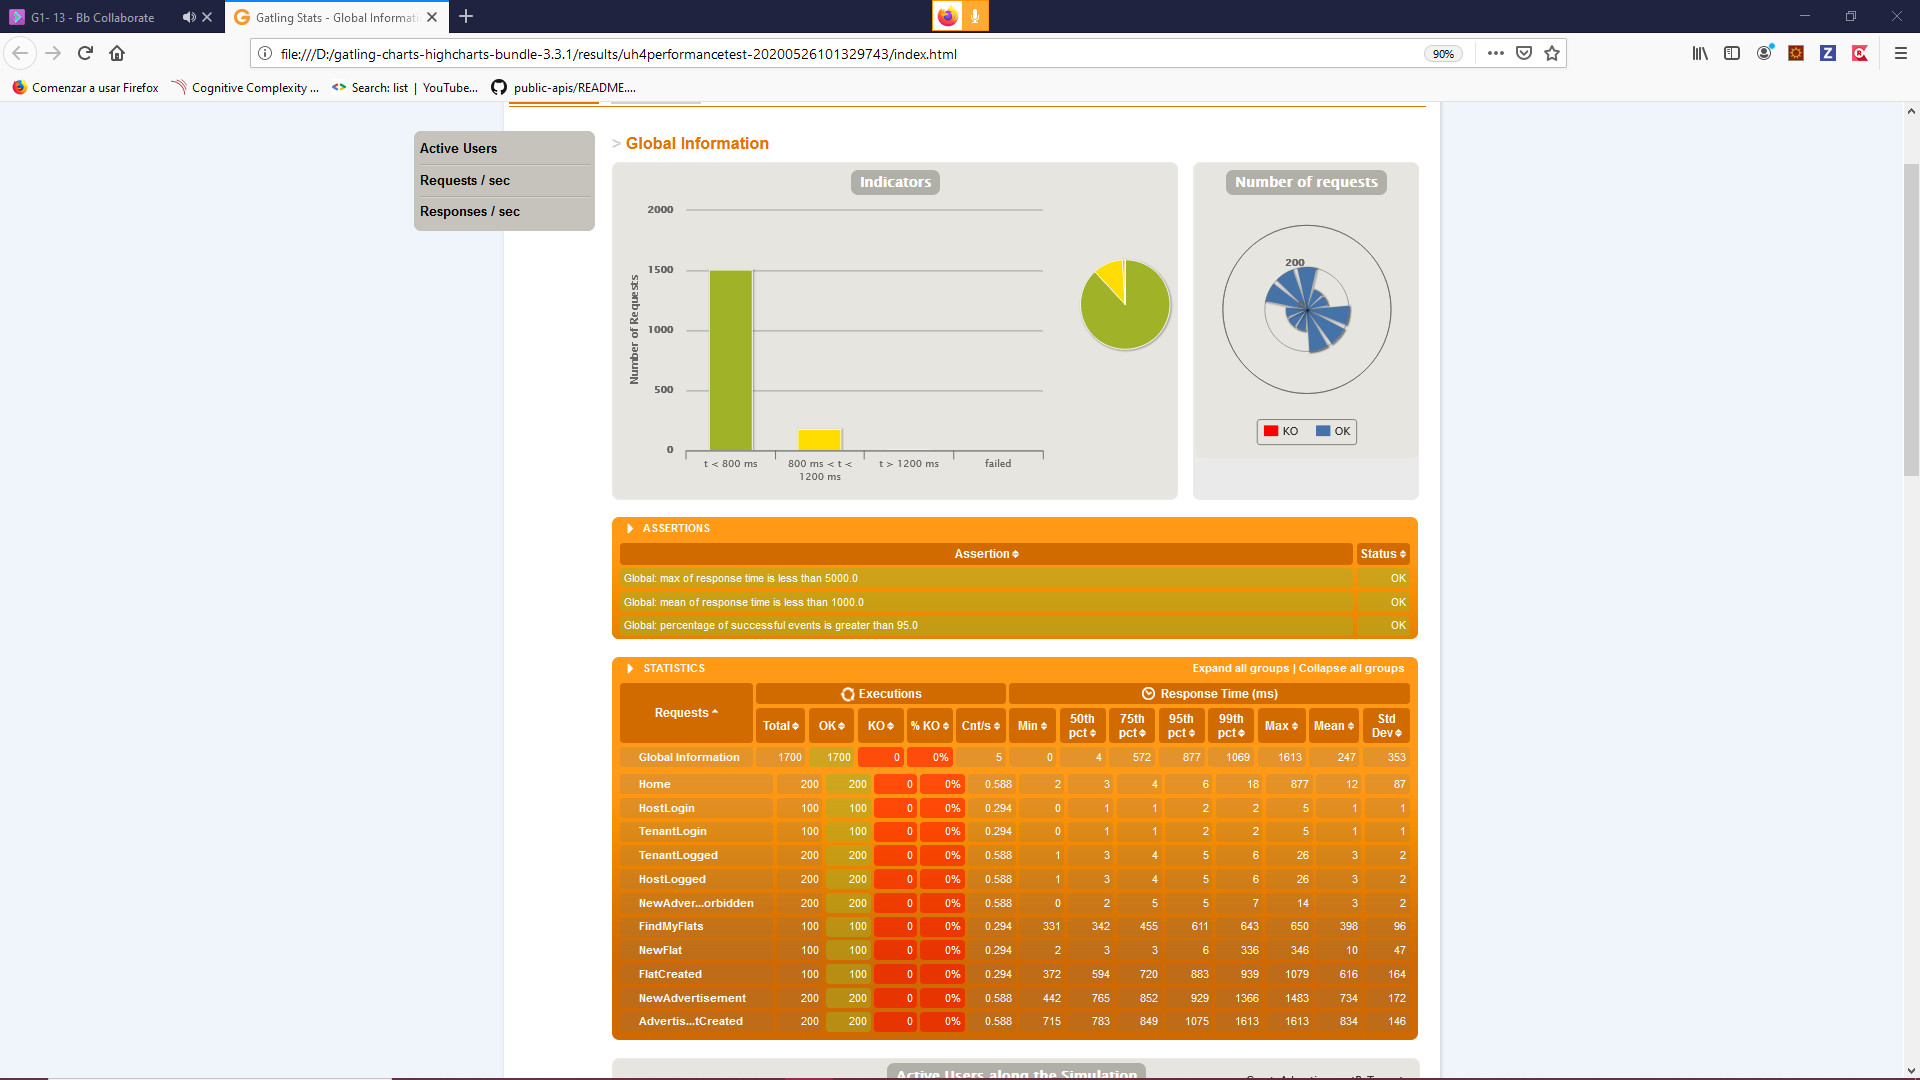 G1- 13 - Bb Collaborate
Gatling Stats - Global Informati
file:///D:/gatling-charts-highcharts-bundle-3.3.1/results/uh4performancetest-20200526101329743/index.html
90%
Comenzar a usar Firefox
Cognitive Complexity ...
Search: list | YouTube...
public-apis/README....
Active Users
Requests / sec
Responses / sec
> Global Information
Indicators
Number of Requests
2000
1500
1000
500
0
t < 800 ms
800 ms < t < 1200 ms
t > 1200 ms
failed
Number of requests
200
KO OK
ASSERTIONS
Assertion Status
Global: max of response time is less than 5000.0 OK
Global: mean of response time is less than 1000.0 OK
Global: percentage of successful events is greater than 95.0 OK
STATISTICS Expand all groups | Collapse all groups
Requests Executions Response Time (ms)
Total OK KO % KO Cnt/s Min 50th pct 75th pct 95th pct 99th pct Max Mean Std Dev
Global Information 1700 1700 0 0% 5 0 4 572 877 1069 1613 247 353
Home 200 200 0 0% 0.588 2 3 4 6 18 877 12 87
HostLogin 100 100 0 0% 0.294 0 1 1 2 2 5 1 1
TenantLogin 100 100 0 0% 0.294 0 1 1 2 2 5 1 1
TenantLogged 200 200 0 0% 0.588 1 3 4 5 6 26 3 2
HostLogged 200 200 0 0% 0.588 1 3 4 5 6 26 3 2
NewAdver...orbidden 200 200 0 0% 0.588 0 2 5 5 7 14 3 2
FindMyFlats 100 100 0 0% 0.294 331 342 455 611 643 650 398 96
NewFlat 100 100 0 0% 0.294 2 3 3 6 336 346 10 47
FlatCreated 100 100 0 0% 0.294 372 594 720 883 939 1079 616 164
NewAdvertisement 200 200 0 0% 0.588 442 765 852 929 1366 1483 734 172
Advertis...tCreated 200 200 0 0% 0.588 715 783 849 1075 1613 1613 834 146
Active Users along the Simulation